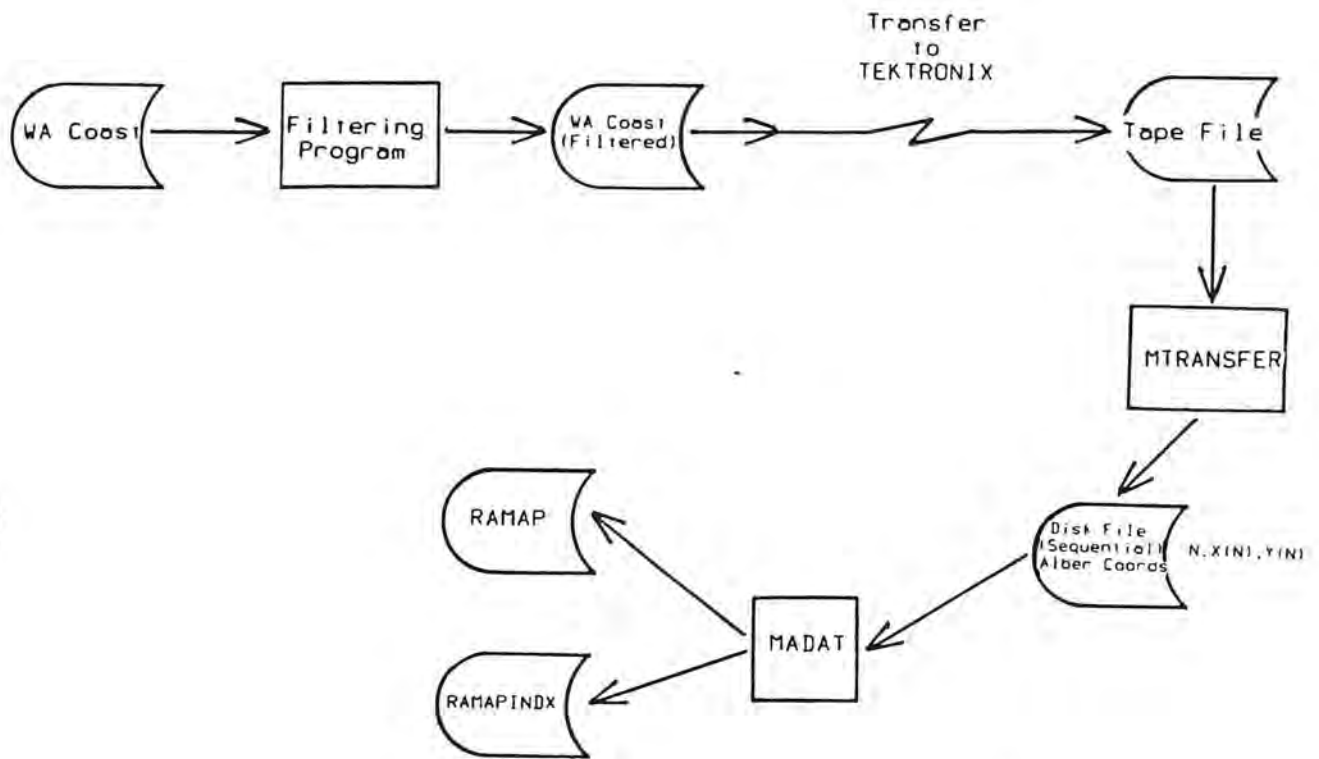 Transfer
to
TEKTRONIX
WA Coast
Filtering
Program
WA Coast
(Filtered)
Tape File
MTRANSFER
Disk File
(Sequential)
Alber Coords
N,X(N),Y(N)
RAMAP
MADAT
RAMAPINDX